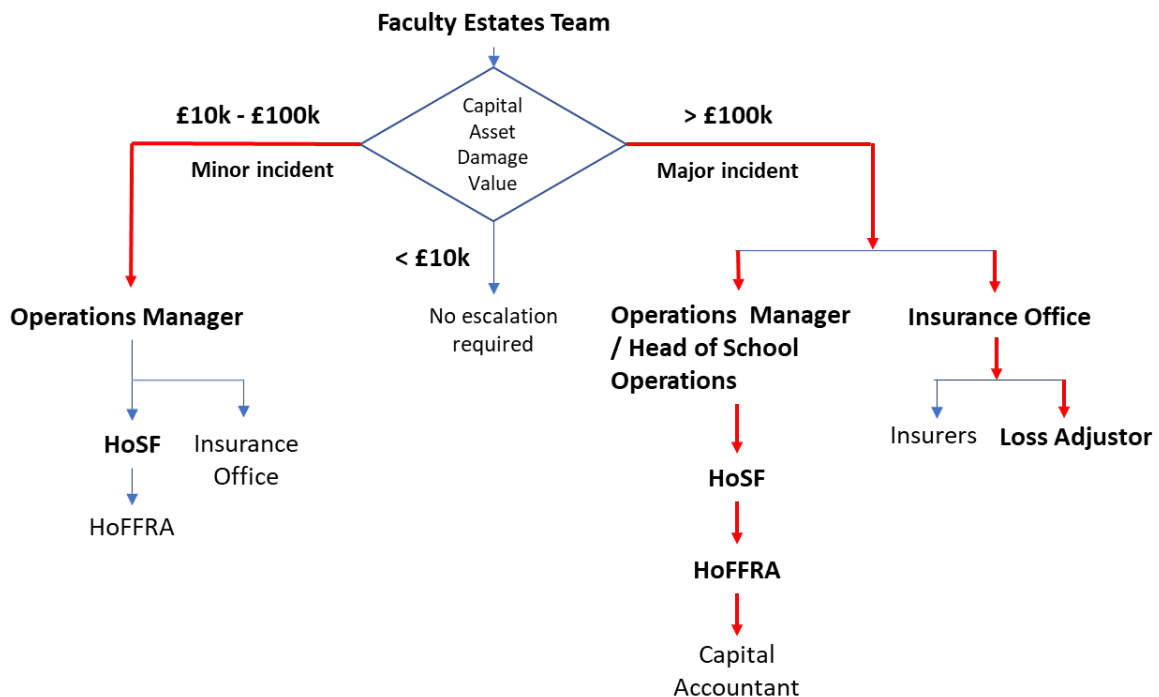 Faculty Estates Team
Capital
Asset
Damage
Value
£10k - £100k
Minor incident
> £100k
Major incident
< £10k
No escalation
required
Operations Manager
HoSF
Insurance
Office
HoFFRA
Operations Manager
/ Head of School
Operations
HoSF
HoFFRA
Capital
Accountant
Insurance Office
Insurers
Loss Adjustor